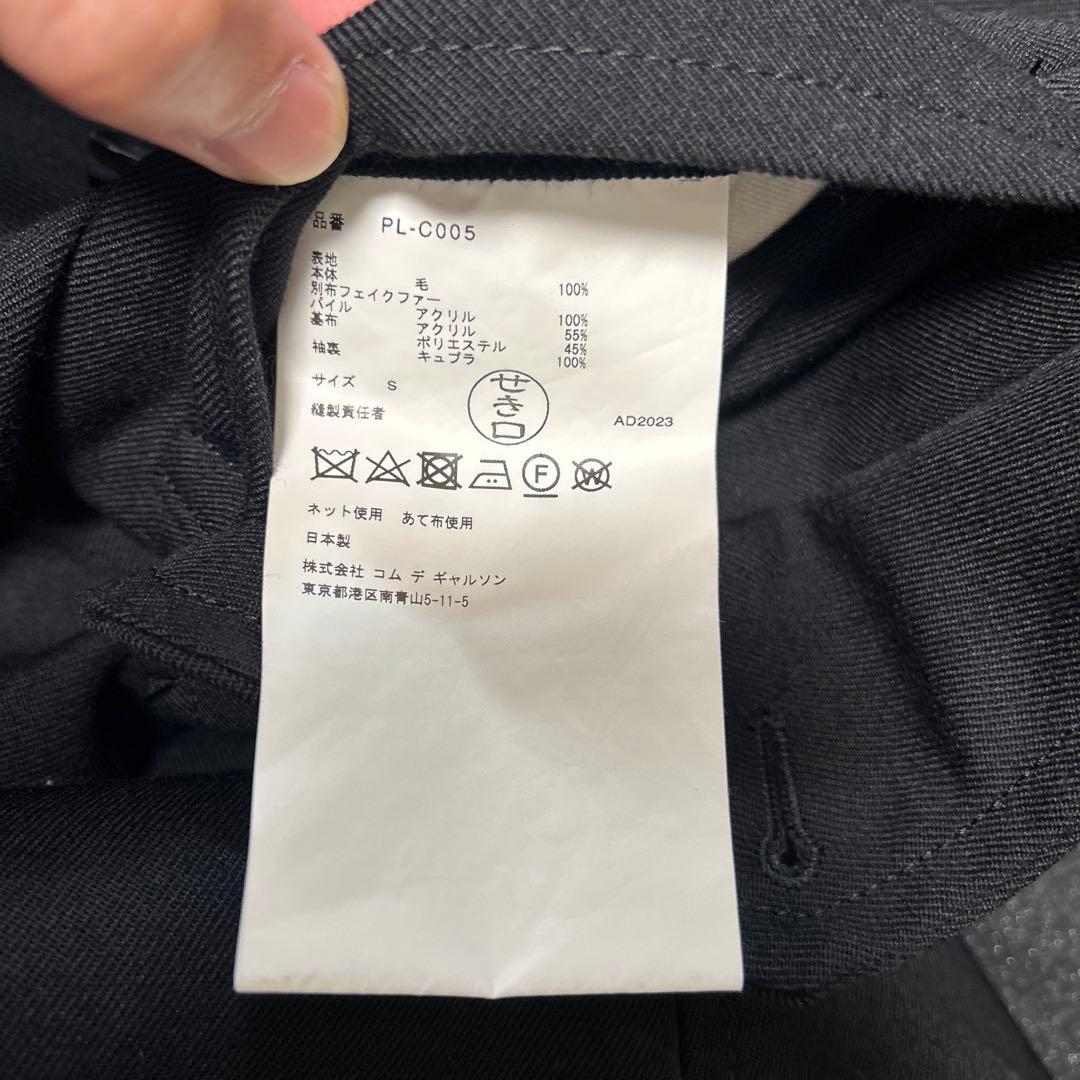 品番 PL-C005
表地
本体 毛 100%
別布フェイクファー
パイル アクリル 100%
基布 アクリル 55%
ポリエステル 45%
袖裏 キュプラ 100%
サイズ S
縫製責任者 せき口 AD2023
F W
ネット使用 あて布使用
日本製
株式会社 コム デ ギャルソン
東京都港区南青山5-11-5